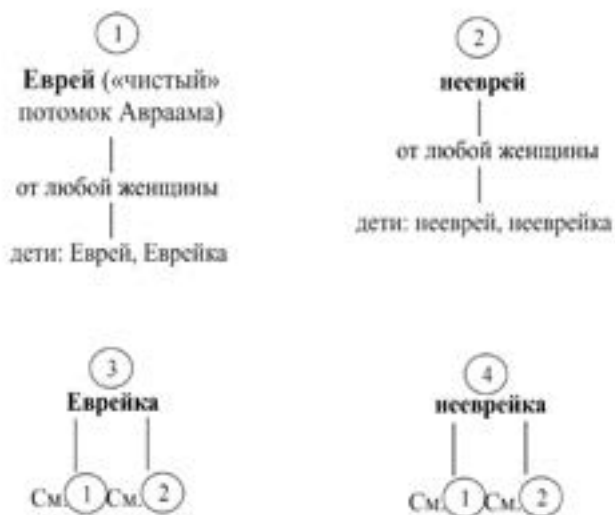 1
Еврей («чистый»
потомок Авраама)
от любой женщины
дети: Еврей, Еврейка
2
нееврей
от любой женщины
дети: нееврей, нееврейка
3
Еврейка
См. 1 См. 2
4
нееврейка
См. 1 См. 2